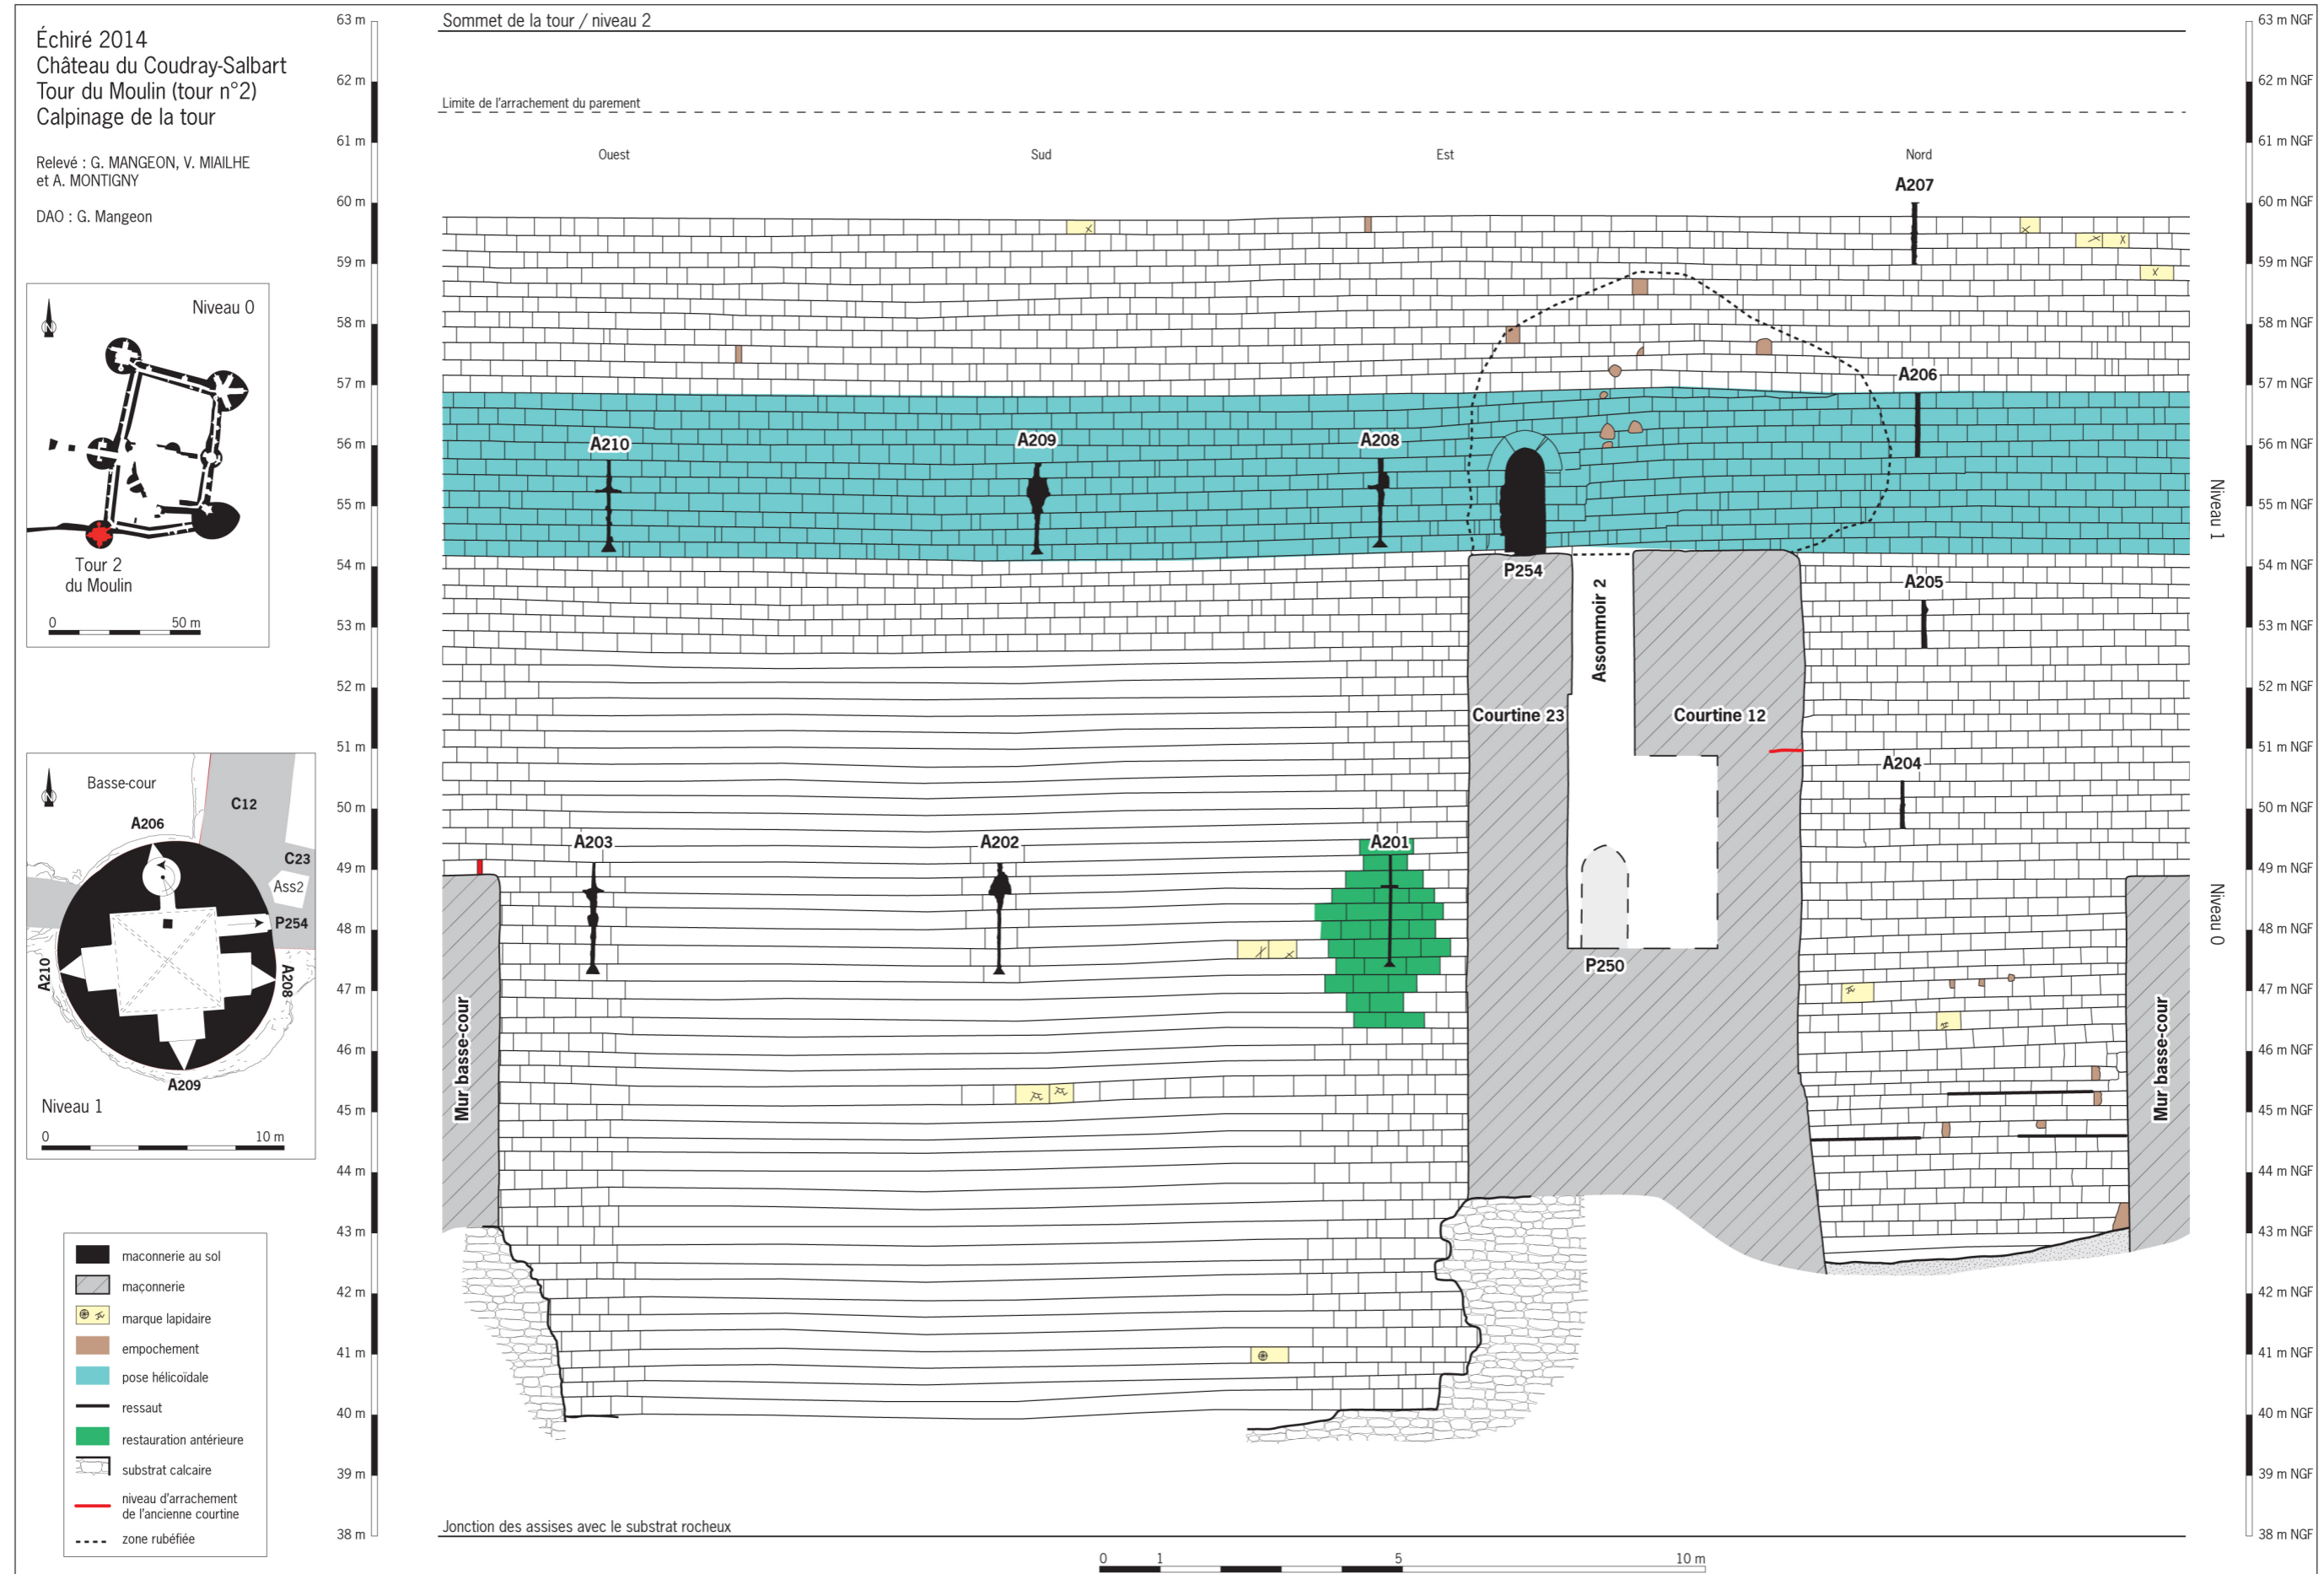 Échiré 2014
Château du Coudray-Salbart
Tour du Moulin (tour n°2)
Calpinage de la tour
Relevé : G. MANGEON, V. MIAILHE
et A. MONTIGNY
DAO : G. Mangeon
Niveau 0
N
Tour 2
du Moulin
0 50 m
N
Basse-cour
C12
A206
C23
Ass2
P254
A210
A208
A209
Niveau 1
0 10 m
maconnerie au sol
maçonnerie
marque lapidaire
empochement
pose hélicoïdale
ressaut
restauration antérieure
substrat calcaire
niveau d'arrachement
de l'ancienne courtine
zone rubéfiée
63 m
62 m
61 m
60 m
59 m
58 m
57 m
56 m
55 m
54 m
53 m
52 m
51 m
50 m
49 m
48 m
47 m
46 m
45 m
44 m
43 m
42 m
41 m
40 m
39 m
38 m
Sommet de la tour / niveau 2
Limite de l'arrachement du parement
Ouest Sud Est Nord
A207
A206
A210 A209 A208
P254
A205
Assommoir 2
Courtine 23 Courtine 12
A204
A203 A202 A201
P250
Mur basse-cour
Mur basse-cour
Jonction des assises avec le substrat rocheux
0 1 5 10 m
Niveau 1
Niveau 0
63 m NGF
62 m NGF
61 m NGF
60 m NGF
59 m NGF
58 m NGF
57 m NGF
56 m NGF
55 m NGF
54 m NGF
53 m NGF
52 m NGF
51 m NGF
50 m NGF
49 m NGF
48 m NGF
47 m NGF
46 m NGF
45 m NGF
44 m NGF
43 m NGF
42 m NGF
41 m NGF
40 m NGF
39 m NGF
38 m NGF